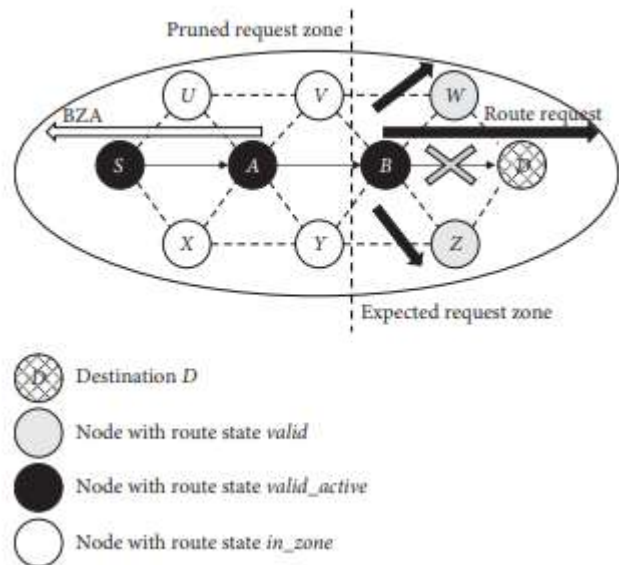 Pruned request zone
U
V
W
BZA
Route request
S
A
B
D
X
Y
Z
Expected request zone
D Destination D
Node with route state valid
Node with route state valid_active
Node with route state in_zone